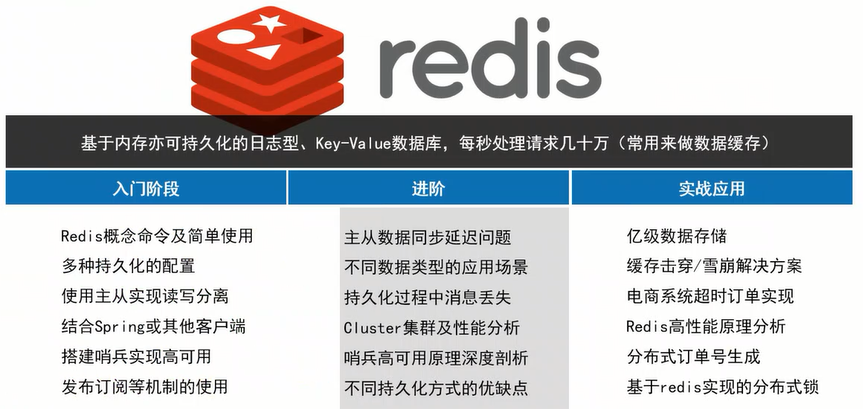 redis
基于内存亦可持久化的日志型、Key-Value数据库，每秒处理请求几十万（常用来做数据缓存）
入门阶段
进阶
实战应用
Redis概念命令及简单使用
主从数据同步延迟问题
亿级数据存储
多种持久化的配置
不同数据类型的应用场景
缓存击穿/雪崩解决方案
使用主从实现读写分离
持久化过程中消息丢失
电商系统超时订单实现
结合Spring或其他客户端
Cluster集群及性能分析
Redis高性能原理分析
搭建哨兵实现高可用
哨兵高可用原理深度剖析
分布式订单号生成
发布订阅等机制的使用
不同持久化方式的优缺点
基于redis实现的分布式锁